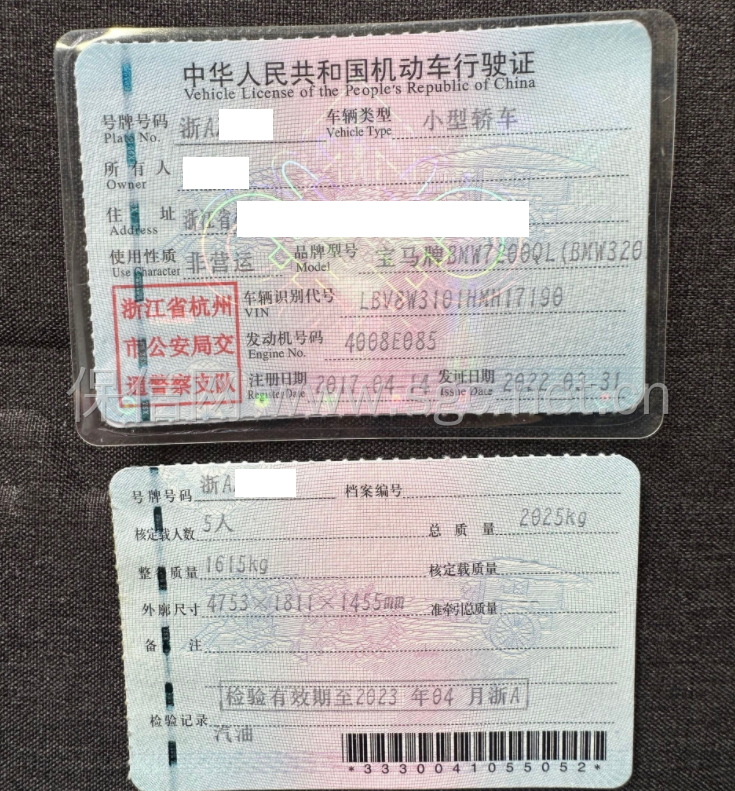 中华人民共和国机动车行驶证
Vehicle License of the People's Republic of China
号牌号码 浙A 车辆类型 小型轿车
Plate No. Vehicle Type
所有人
Owner
住址 浙江省
Address
使用性质 非营运 品牌型号 宝马牌BMW7200QL(BMW320
Use Character Model
浙江省杭州 车辆识别代号 LBV8W3101HMH17190
VIN
市公安局交 发动机号码 4008E085
Engine No.
通警察支队 注册日期 2017-04-14 发证日期 2022-03-31
Register Date Issue Date
号牌号码 浙A 档案编号
核定载人数 5人 总质量 2025kg
整备质量 1615kg 核定载质量 --
外廓尺寸 4753×1811×1455mm 准牵引总质量 --
备注
检验有效期至2023 年04 月浙A
检验记录
汽油
*3330041055052*